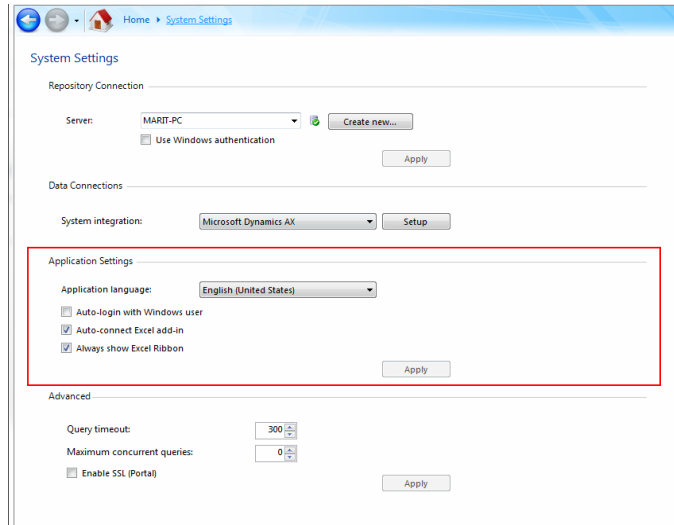 Home System Settings
System Settings
Repository Connection
Server: MARIT-PC Create new...
Use Windows authentication
Apply
Data Connections
System integration: Microsoft Dynamics AX Setup
Application Settings
Application language: English (United States)
Auto-login with Windows user
Auto-connect Excel add-in
Always show Excel Ribbon
Apply
Advanced
Query timeout: 300
Maximum concurrent queries: 0
Enable SSL (Portal)
Apply